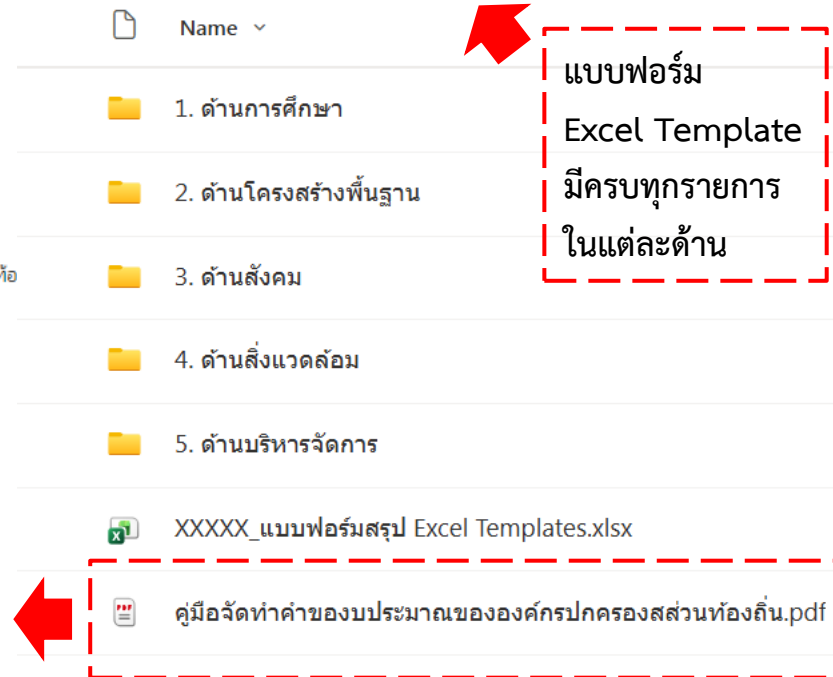 Name
แบบฟอร์ม
Excel Template
มีครบทุกรายการ
ในแต่ละด้าน
1. ด้านการศึกษา
2. ด้านโครงสร้างพื้นฐาน
ท้อ
3. ด้านสังคม
4. ด้านสิ่งแวดล้อม
5. ด้านบริหารจัดการ
XXXXX_แบบฟอร์มสรุป Excel Templates.xlsx
PDF
คู่มือจัดทำคำของบประมาณขององค์กรปกครองสส่วนท้องถิ่น.pdf